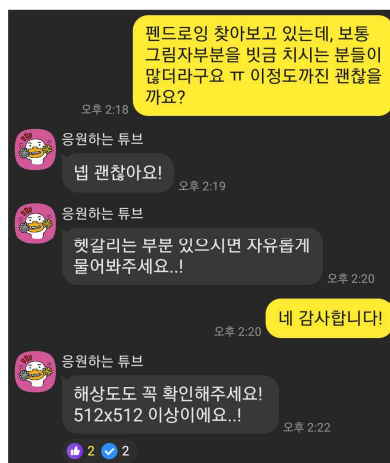 펜드로잉 찾아보고 있는데, 보통
그림자부분을 빗금 치시는 분들이
많더라구요 ㅠ 이정도까진 괜찮을
까요?
오후 2:18
응원하는 튜브
넵 괜찮아요!
오후 2:19
응원하는 튜브
헷갈리는 부분 있으시면 자유롭게
물어봐주세요..!
오후 2:20
네 감사합니다!
오후 2:20
응원하는 튜브
해상도도 꼭 확인해주세요!
512x512 이상이에요..!
오후 2:22
2 2